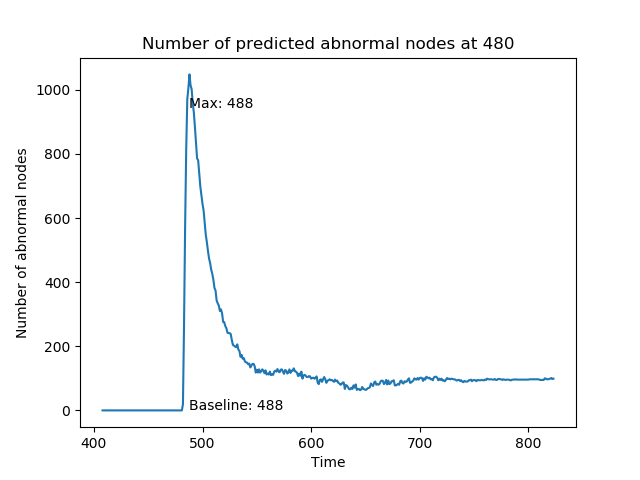 Number of predicted abnormal nodes at 480
Number of abnormal nodes
1000
800
600
400
200
0
Max: 488
Baseline: 488
400
500
600
700
800
Time